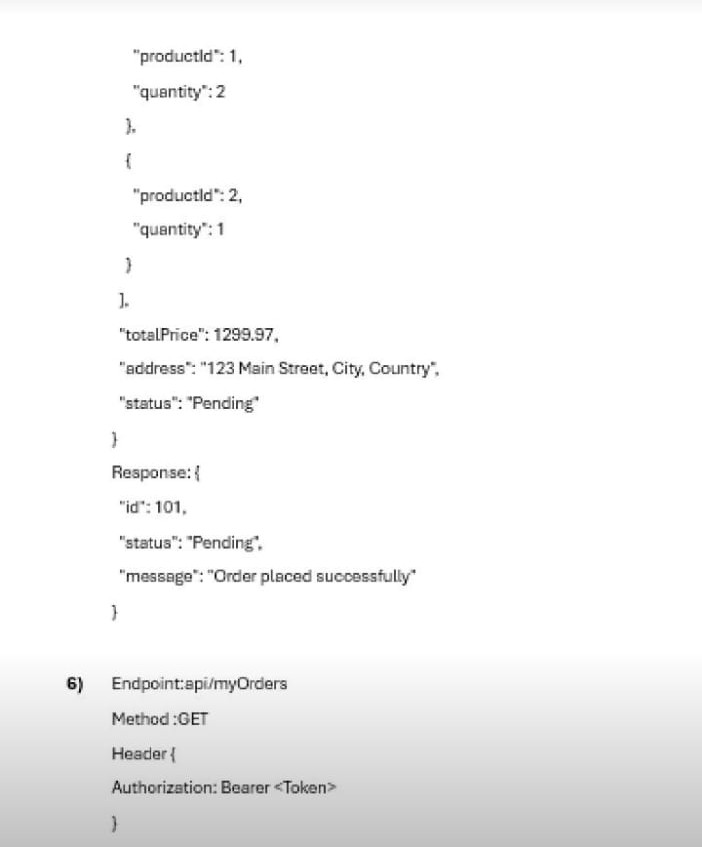 "productId": 1,
"quantity": 2
},
{
"productId": 2,
"quantity": 1
}
],
"totalPrice": 1299.97,
"address": "123 Main Street, City, Country",
"status": "Pending"
}
Response: {
"id": 101,
"status": "Pending",
"message": "Order placed successfully"
}
6) Endpoint:api/myOrders
Method :GET
Header {
Authorization: Bearer <Token>
}